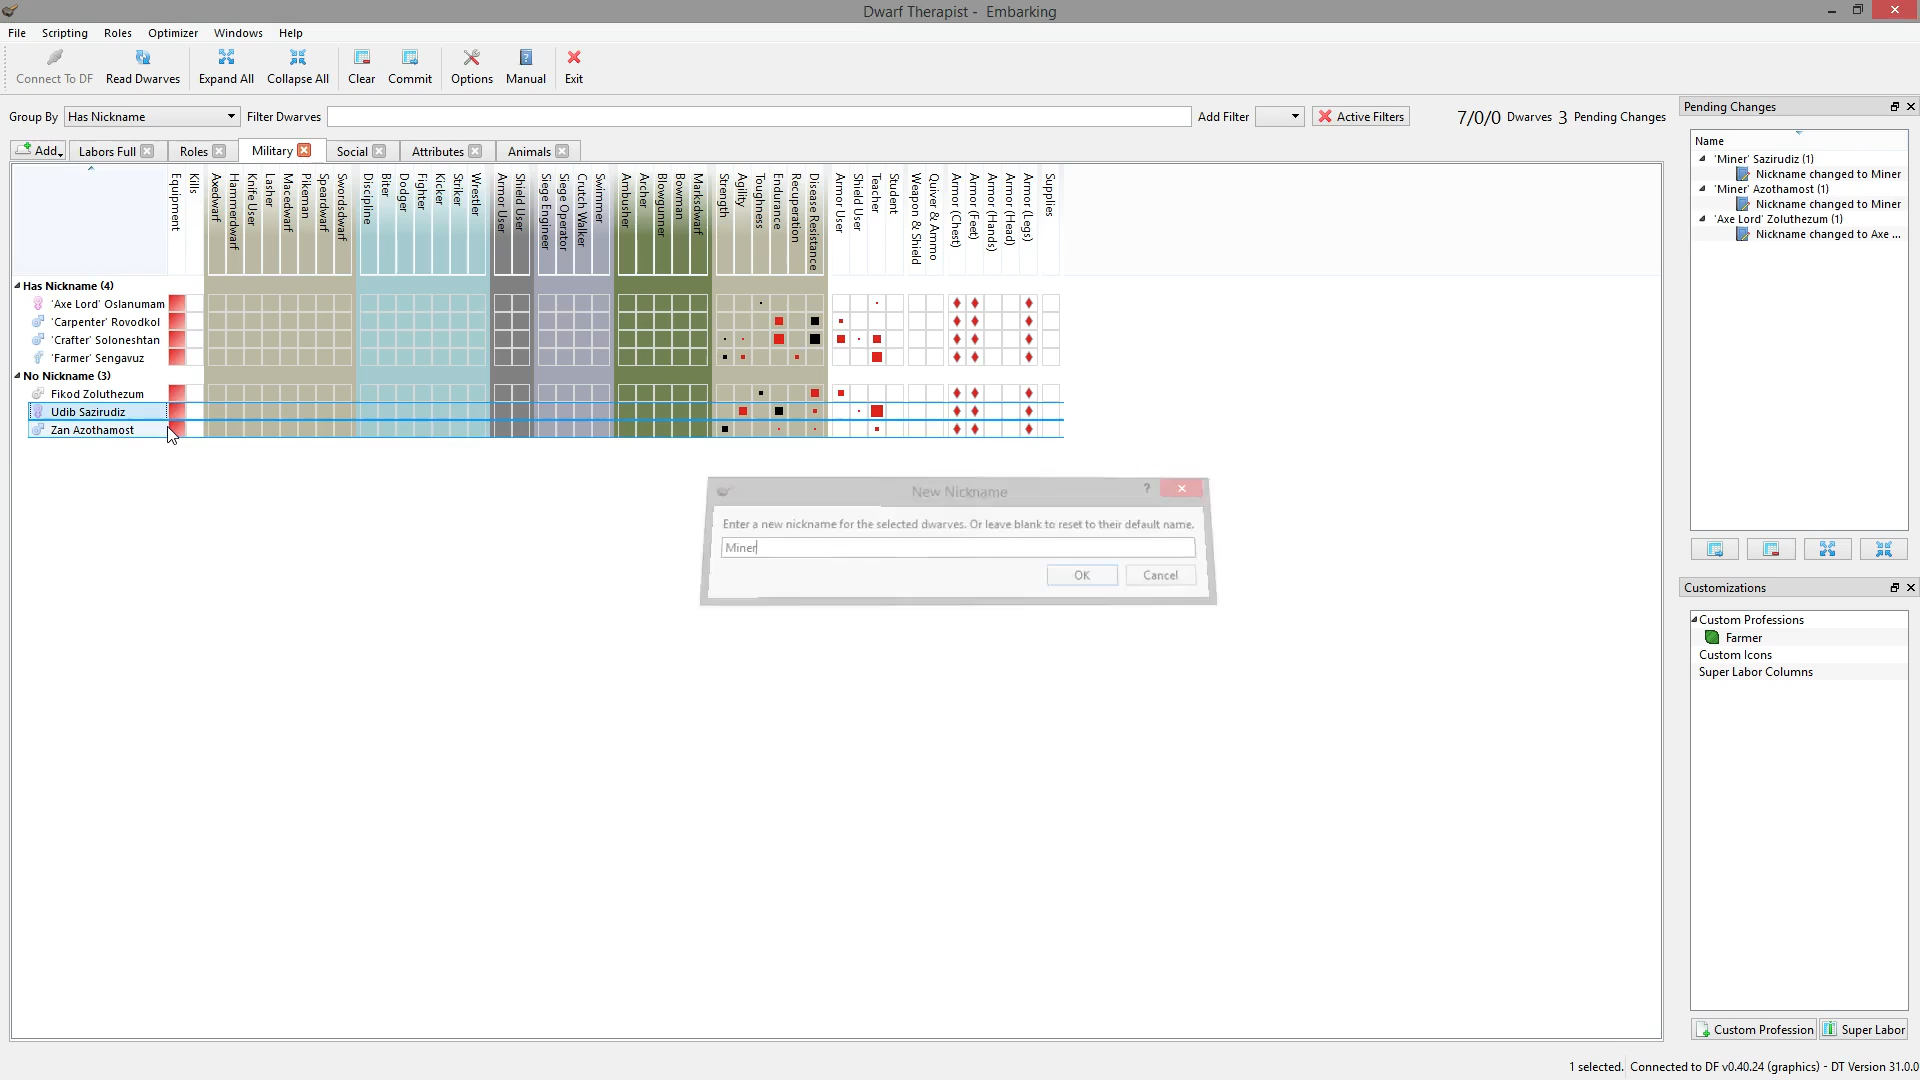 Dwarf Therapist - Embarking
File Scripting Roles Optimizer Windows Help
Connect To DF Read Dwarves Expand All Collapse All Clear Commit Options Manual Exit
Group By Has Nickname Filter Dwarves Add Filter Active Filters 7/0/0 Dwarves 3 Pending Changes
Add Labors Full Roles Military Social Attributes Animals
Equipment
Kills
Axedwarf
Hammerdwarf
Knife User
Lasher
Macedwarf
Pikeman
Speardwarf
Swordsdwarf
Discipline
Biter
Dodger
Fighter
Kicker
Striker
Wrestler
Armor User
Shield User
Siege Engineer
Siege Operator
Crutch Walker
Swimmer
Ambusher
Archer
Blowgunner
Bowman
Marksdwarf
Strength
Agility
Toughness
Endurance
Recuperation
Disease Resistance
Armor User
Shield User
Teacher
Student
Weapon & Shield
Quiver & Ammo
Armor (Chest)
Armor (Feet)
Armor (Hands)
Armor (Head)
Armor (Legs)
Supplies
Has Nickname (4)
'Axe Lord' Oslanumam
'Carpenter' Rovodkol
'Crafter' Soloneshtan
'Farmer' Sengavuz
No Nickname (3)
Fikod Zoluthezum
Udib Sazirudiz
Zan Azothamost
New Nickname
?
Enter a new nickname for the selected dwarves. Or leave blank to reset to their default name.
Miner
OK Cancel
Pending Changes
Name
'Miner' Sazirudiz (1)
Nickname changed to Miner
'Miner' Azothamost (1)
Nickname changed to Miner
'Axe Lord' Zoluthezum (1)
Nickname changed to Axe ...
Customizations
Custom Professions
Farmer
Custom Icons
Super Labor Columns
Custom Profession Super Labor
1 selected. Connected to DF v0.40.24 (graphics) - DT Version 31.0.0